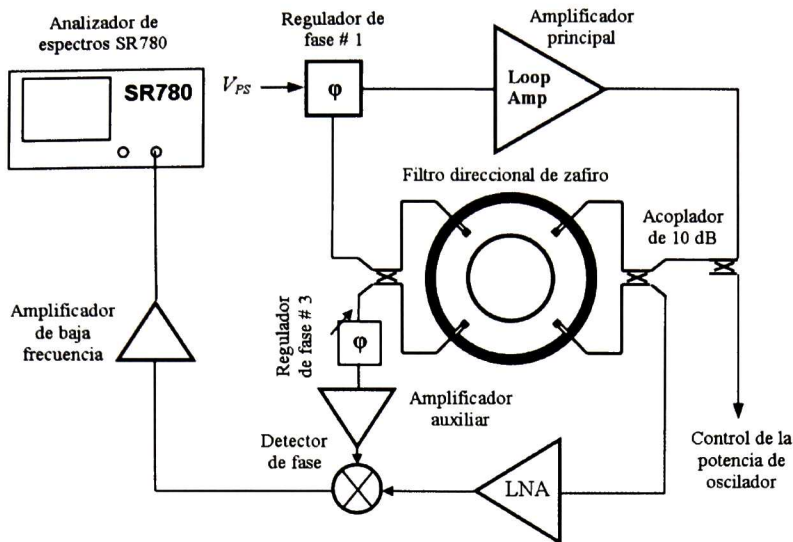 Analizador de
espectros SR780
SR780
Regulador de
fase # 1
V_PS
φ
Amplificador
principal
Loop
Amp
Filtro direccional de zafiro
Acoplador
de 10 dB
Amplificador
de baja
frecuencia
Regulador
de fase # 3
φ
Amplificador
auxiliar
Detector
de fase
LNA
Control de la
potencia de
oscilador